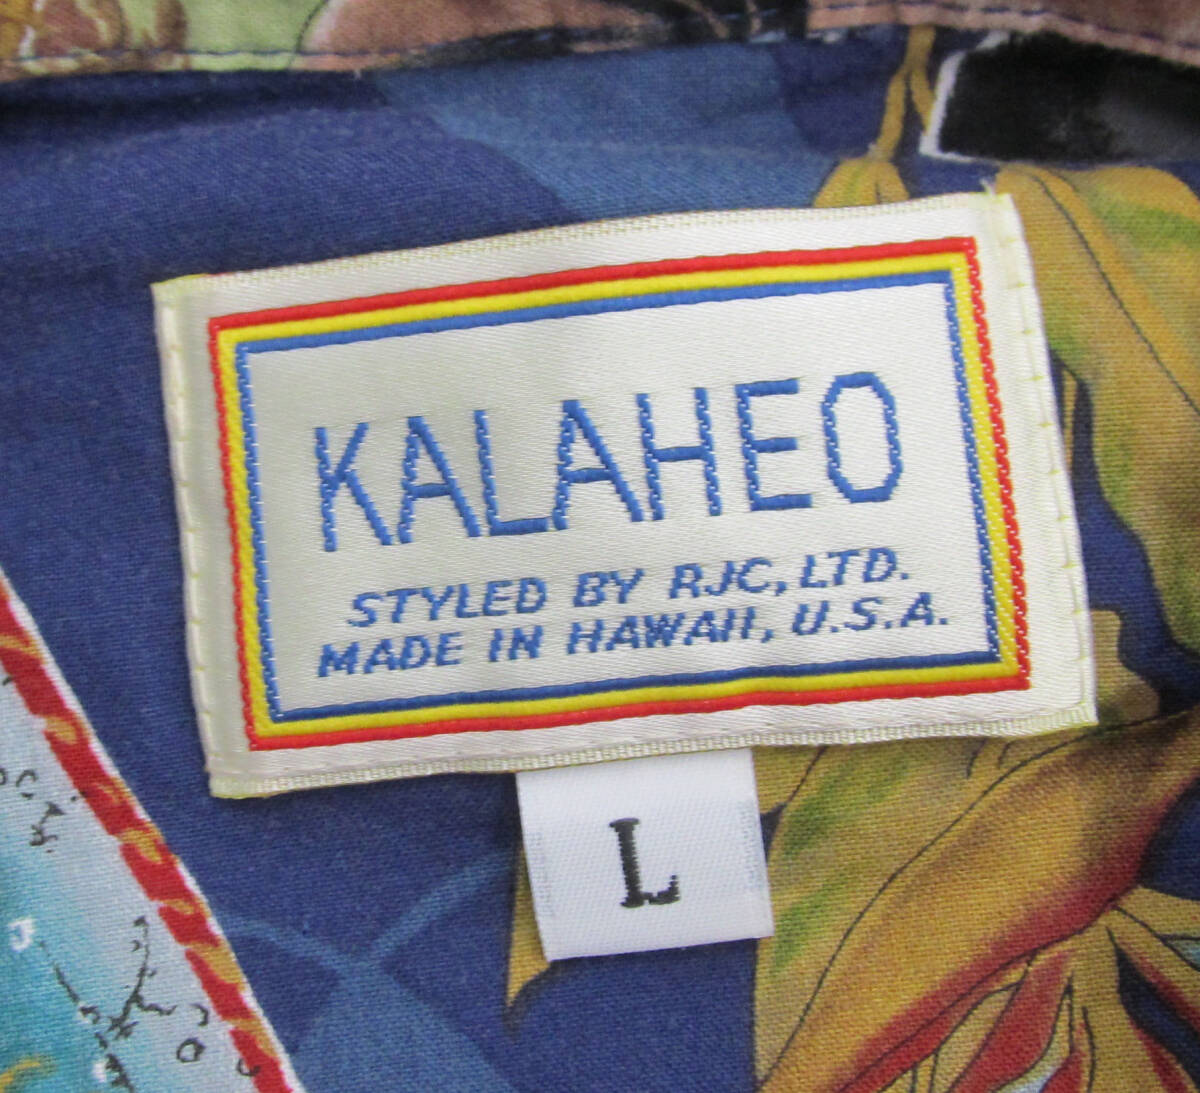 KALAHEO
STYLED BY RJC, LTD.
MADE IN HAWAII, U.S.A.
L